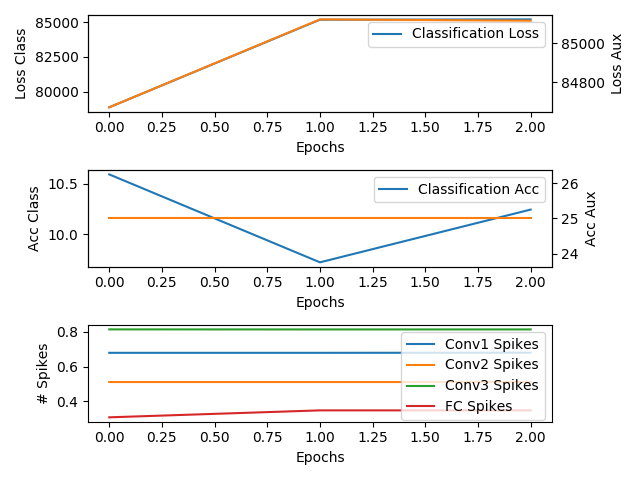 85000
82500
80000
Loss Class
Classification Loss
85000
84800
Loss Aux
0.00 0.25 0.50 0.75 1.00 1.25 1.50 1.75 2.00
Epochs
10.5
10.0
Acc Class
Classification Acc
26
25
24
Acc Aux
0.00 0.25 0.50 0.75 1.00 1.25 1.50 1.75 2.00
Epochs
0.8
0.6
0.4
# Spikes
Conv1 Spikes
Conv2 Spikes
Conv3 Spikes
FC Spikes
0.00 0.25 0.50 0.75 1.00 1.25 1.50 1.75 2.00
Epochs